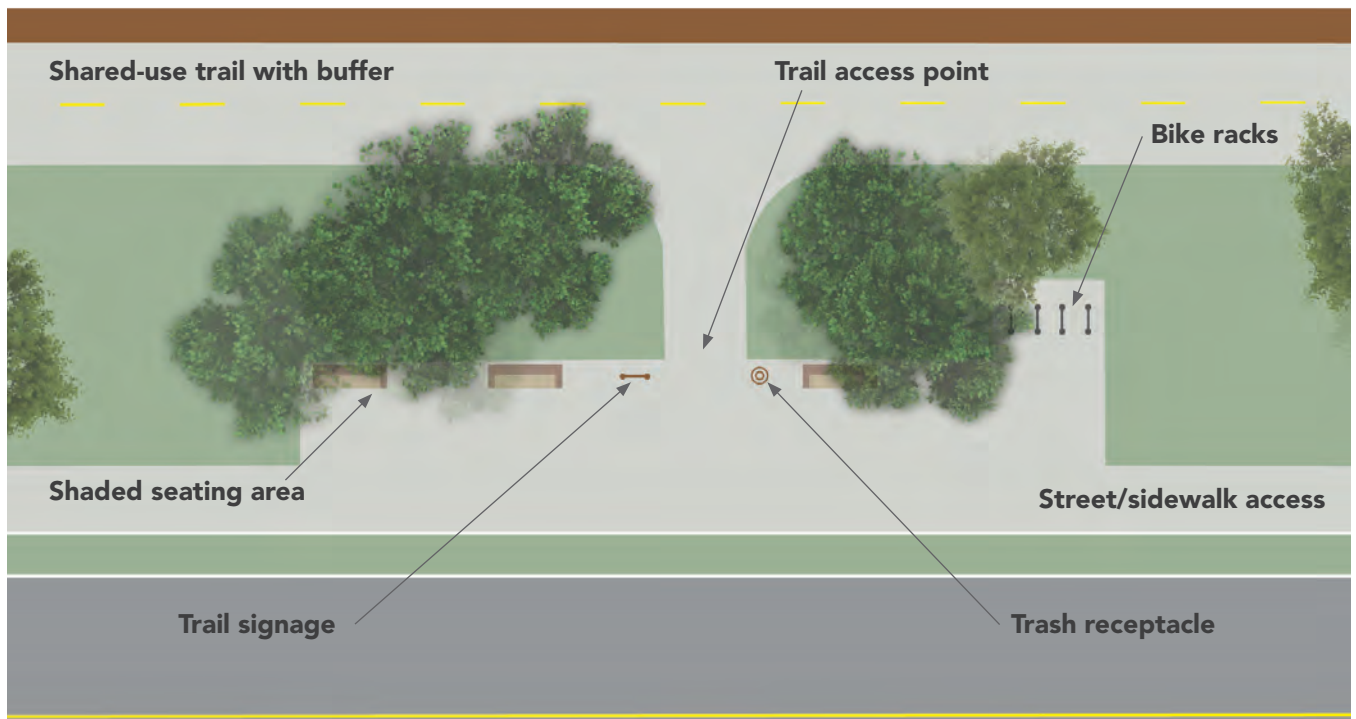 Shared-use trail with buffer
Trail access point
Bike racks
Shaded seating area
Street/sidewalk access
Trail signage
Trash receptacle